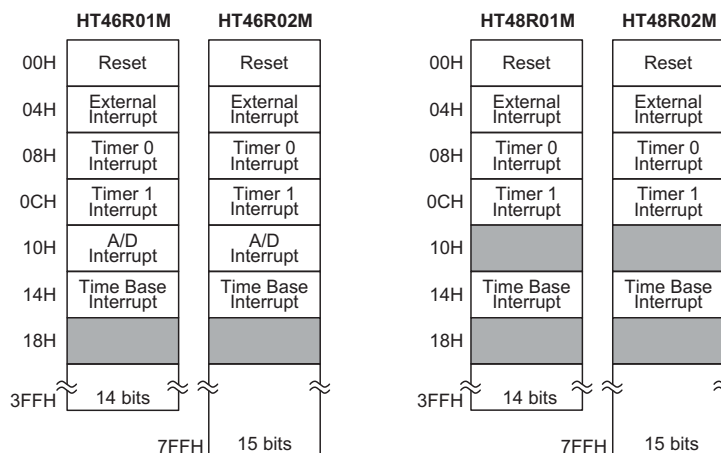 HT46R01M HT46R02M HT48R01M HT48R02M
00H Reset Reset 00H Reset Reset
04H External Interrupt External Interrupt 04H External Interrupt External Interrupt
08H Timer 0 Interrupt Timer 0 Interrupt 08H Timer 0 Interrupt Timer 0 Interrupt
0CH Timer 1 Interrupt Timer 1 Interrupt 0CH Timer 1 Interrupt Timer 1 Interrupt
10H A/D Interrupt A/D Interrupt 10H
14H Time Base Interrupt Time Base Interrupt 14H Time Base Interrupt Time Base Interrupt
18H 18H
3FFH 14 bits 3FFH 14 bits
7FFH 15 bits 7FFH 15 bits